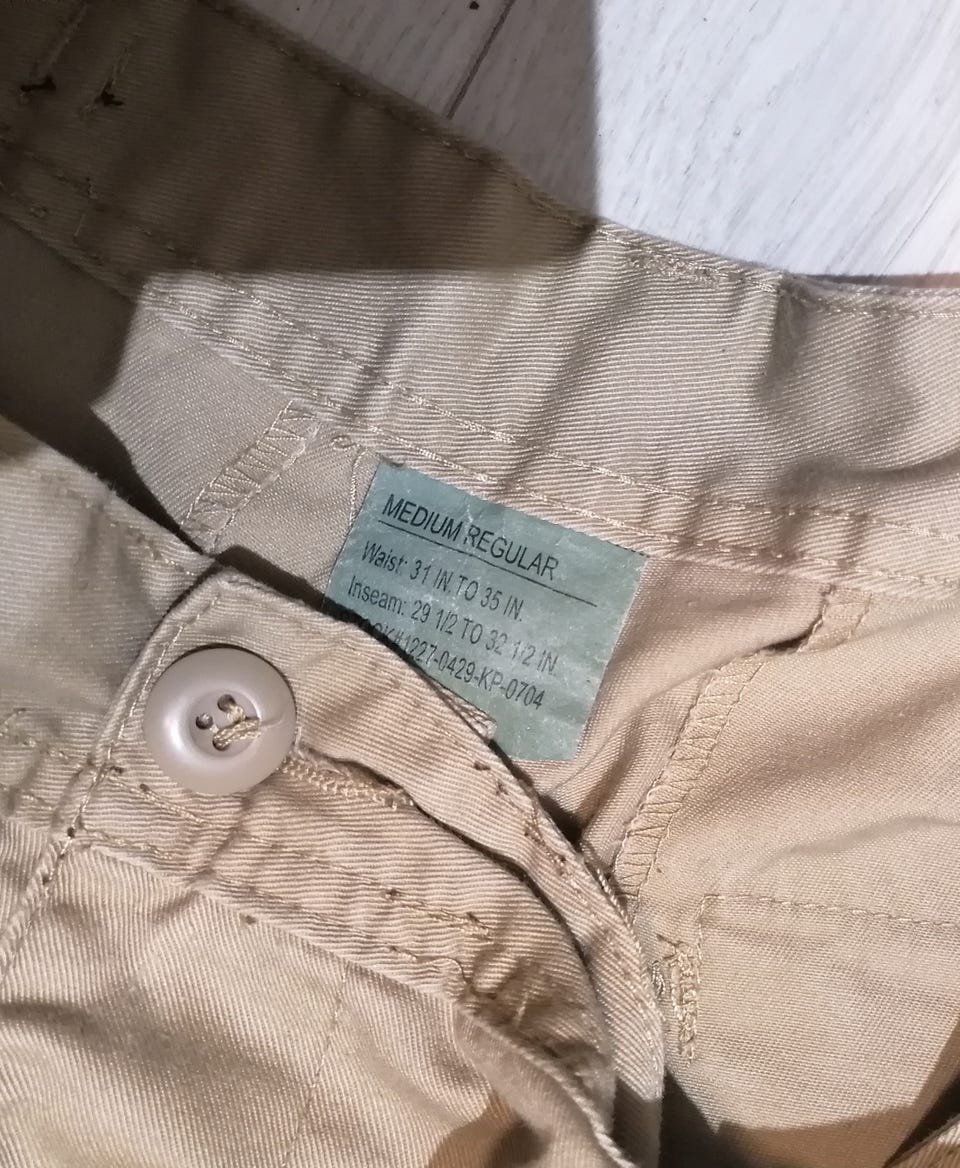 MEDIUM REGULAR
Waist: 31 IN. TO 35 IN.
Inseam: 29 1/2 TO 32 1/2 IN.
#1227-0429-KP-0704